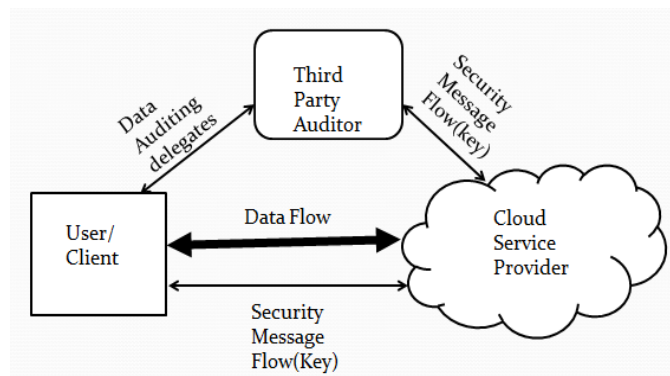 Third
Party
Auditor
Data
Auditing
delegates
Security
Message
Flow(key)
User/
Client
Data Flow
Cloud
Service
Provider
Security
Message
Flow(Key)